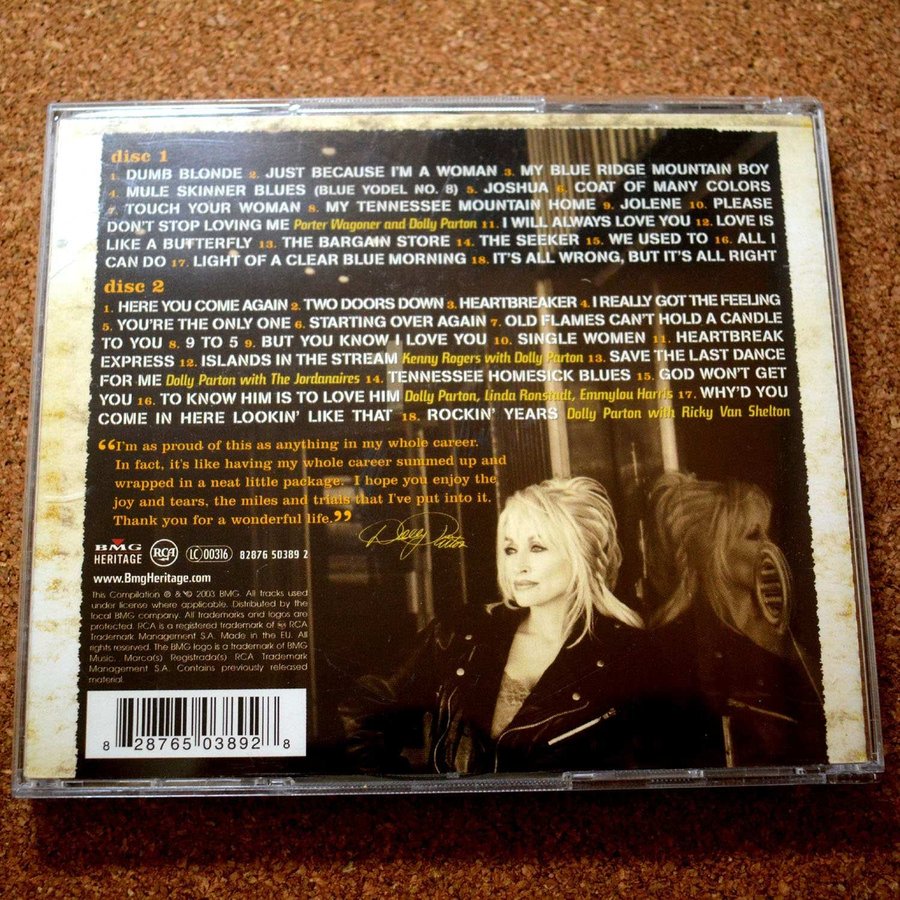 disc 1
1. DUMB BLONDE 2. JUST BECAUSE I'M A WOMAN 3. MY BLUE RIDGE MOUNTAIN BOY
4. MULE SKINNER BLUES (BLUE YODEL NO. 8) 5. JOSHUA 6. COAT OF MANY COLORS
7. TOUCH YOUR WOMAN 8. MY TENNESSEE MOUNTAIN HOME 9. JOLENE 10. PLEASE
DON'T STOP LOVING ME Porter Wagoner and Dolly Parton 11. I WILL ALWAYS LOVE YOU 12. LOVE IS
LIKE A BUTTERFLY 13. THE BARGAIN STORE 14. THE SEEKER 15. WE USED TO 16. ALL I
CAN DO 17. LIGHT OF A CLEAR BLUE MORNING 18. IT'S ALL WRONG, BUT IT'S ALL RIGHT
disc 2
1. HERE YOU COME AGAIN 2. TWO DOORS DOWN 3. HEARTBREAKER 4. I REALLY GOT THE FEELING
5. YOU'RE THE ONLY ONE 6. STARTING OVER AGAIN 7. OLD FLAMES CAN'T HOLD A CANDLE
TO YOU 8. 9 TO 5 9. BUT YOU KNOW I LOVE YOU 10. SINGLE WOMEN 11. HEARTBREAK
EXPRESS 12. ISLANDS IN THE STREAM Kenny Rogers with Dolly Parton 13. SAVE THE LAST DANCE
FOR ME Dolly Parton with The Jordanaires 14. TENNESSEE HOMESICK BLUES 15. GOD WON'T GET
YOU 16. TO KNOW HIM IS TO LOVE HIM Dolly Parton, Linda Ronstadt, Emmylou Harris 17. WHY'D YOU
COME IN HERE LOOKIN' LIKE THAT 18. ROCKIN' YEARS Dolly Parton with Ricky Van Shelton
“I'm as proud of this as anything in my whole career.
In fact, it's like having my whole career summed up and
wrapped in a neat little package. I hope you enjoy the
joy and tears, the miles and trials that I've put into it.
Thank you for a wonderful life.”
Dolly Parton
BMG HERITAGE RCA LC 00316 82876 50389 2
www.BmgHeritage.com
This Compilation ℗ & © 2003 BMG. All tracks used
under license where applicable. Distributed by the
local BMG company. All trademarks and logos are
protected. RCA is a registered trademark of RCA
Trademark Management S.A. Made in the EU. All
rights reserved. The BMG logo is a trademark of BMG
Music. Marca(s) Registrada(s) RCA Trademark
Management S.A. Contains previously released
material.
8 28765 03892 8